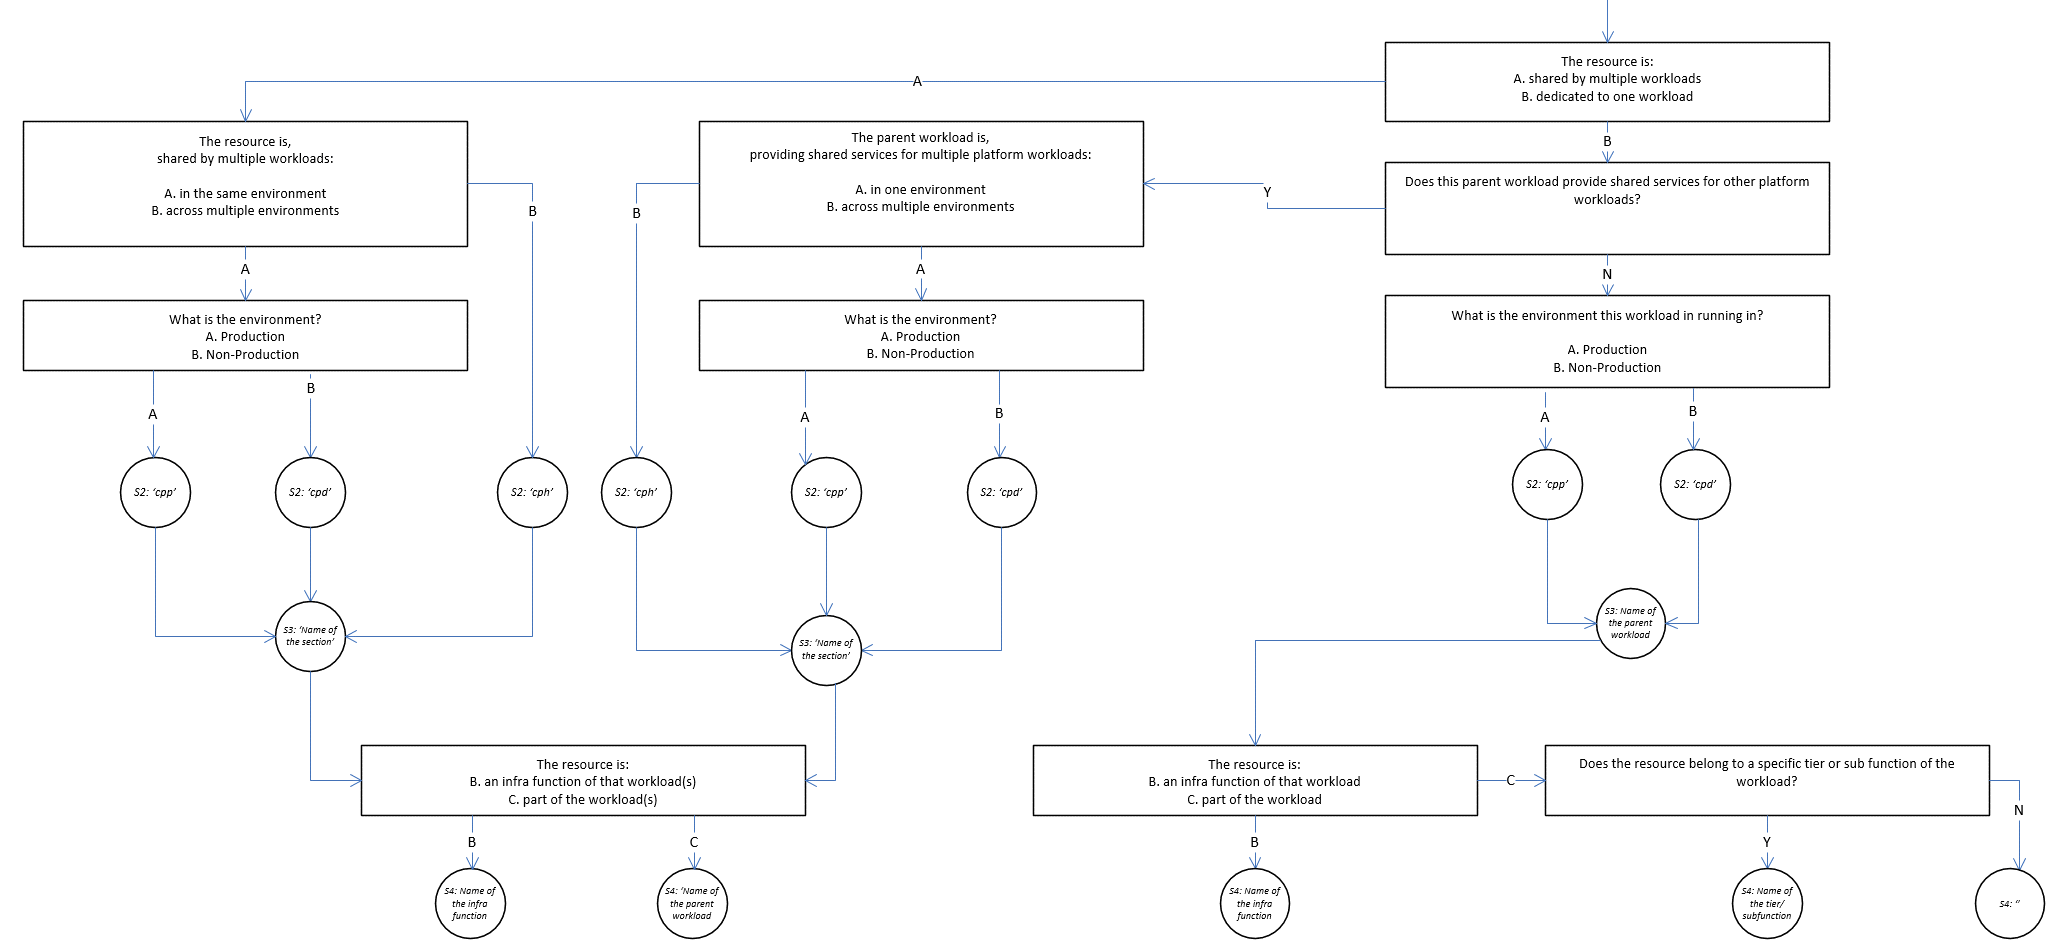 The resource is:
A. shared by multiple workloads
B. dedicated to one workload
A
B
The resource is,
shared by multiple workloads:
A. in the same environment
B. across multiple environments
The parent workload is,
providing shared services for multiple platform workloads:
A. in one environment
B. across multiple environments
Does this parent workload provide shared services for other platform
workloads?
Y
B
B
A
A
N
What is the environment?
A. Production
B. Non-Production
What is the environment?
A. Production
B. Non-Production
What is the environment this workload in running in?
A. Production
B. Non-Production
A
B
A
B
A
B
S2: ‘cpp’
S2: ‘cpd’
S2: ‘cph’
S2: ‘cph’
S2: ‘cpp’
S2: ‘cpd’
S2: ‘cpp’
S2: ‘cpd’
S3: ‘Name of
the section’
S3: ‘Name of
the section’
S3: Name of
the parent
workload
The resource is:
B. an infra function of that workload(s)
C. part of the workload(s)
The resource is:
B. an infra function of that workload
C. part of the workload
C
Does the resource belong to a specific tier or sub function of the
workload?
N
B
C
B
Y
S4: Name of
the infra
function
S4: ‘Name of
the parent
workload
S4: Name of
the infra
function
S4: Name of
the tier/
subfunction
S4: ‘’